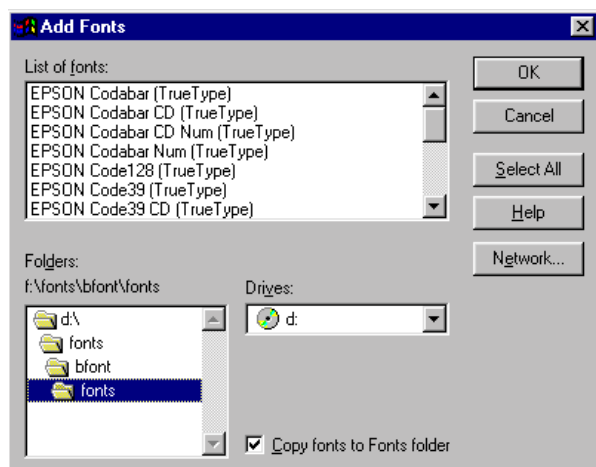 Add Fonts
List of fonts:
EPSON Codabar (TrueType)
EPSON Codabar CD (TrueType)
EPSON Codabar CD Num (TrueType)
EPSON Codabar Num (TrueType)
EPSON Code128 (TrueType)
EPSON Code39 (TrueType)
EPSON Code39 CD (TrueType)
OK
Cancel
Select All
Help
Network...
Folders:
f:\fonts\bfont\fonts
d:\
fonts
bfont
fonts
Drives:
d:
Copy fonts to Fonts folder